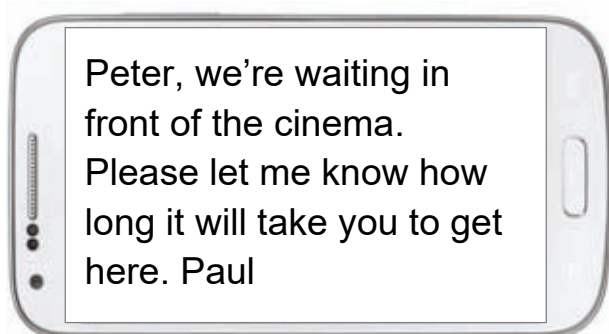 Peter, we’re waiting in
front of the cinema.
Please let me know how
long it will take you to get
here. Paul